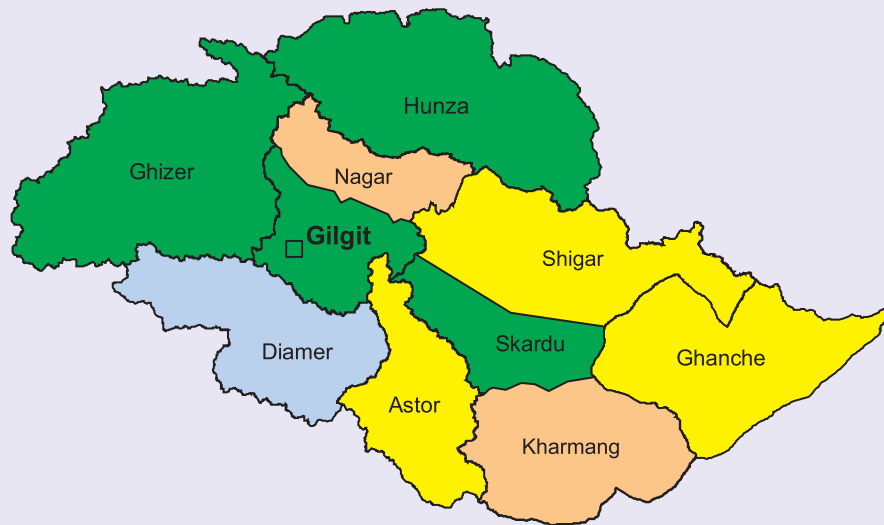 Hunza
Ghizer
Nagar
Gilgit
Shigar
Diamer
Skardu
Ghanche
Astor
Kharmang